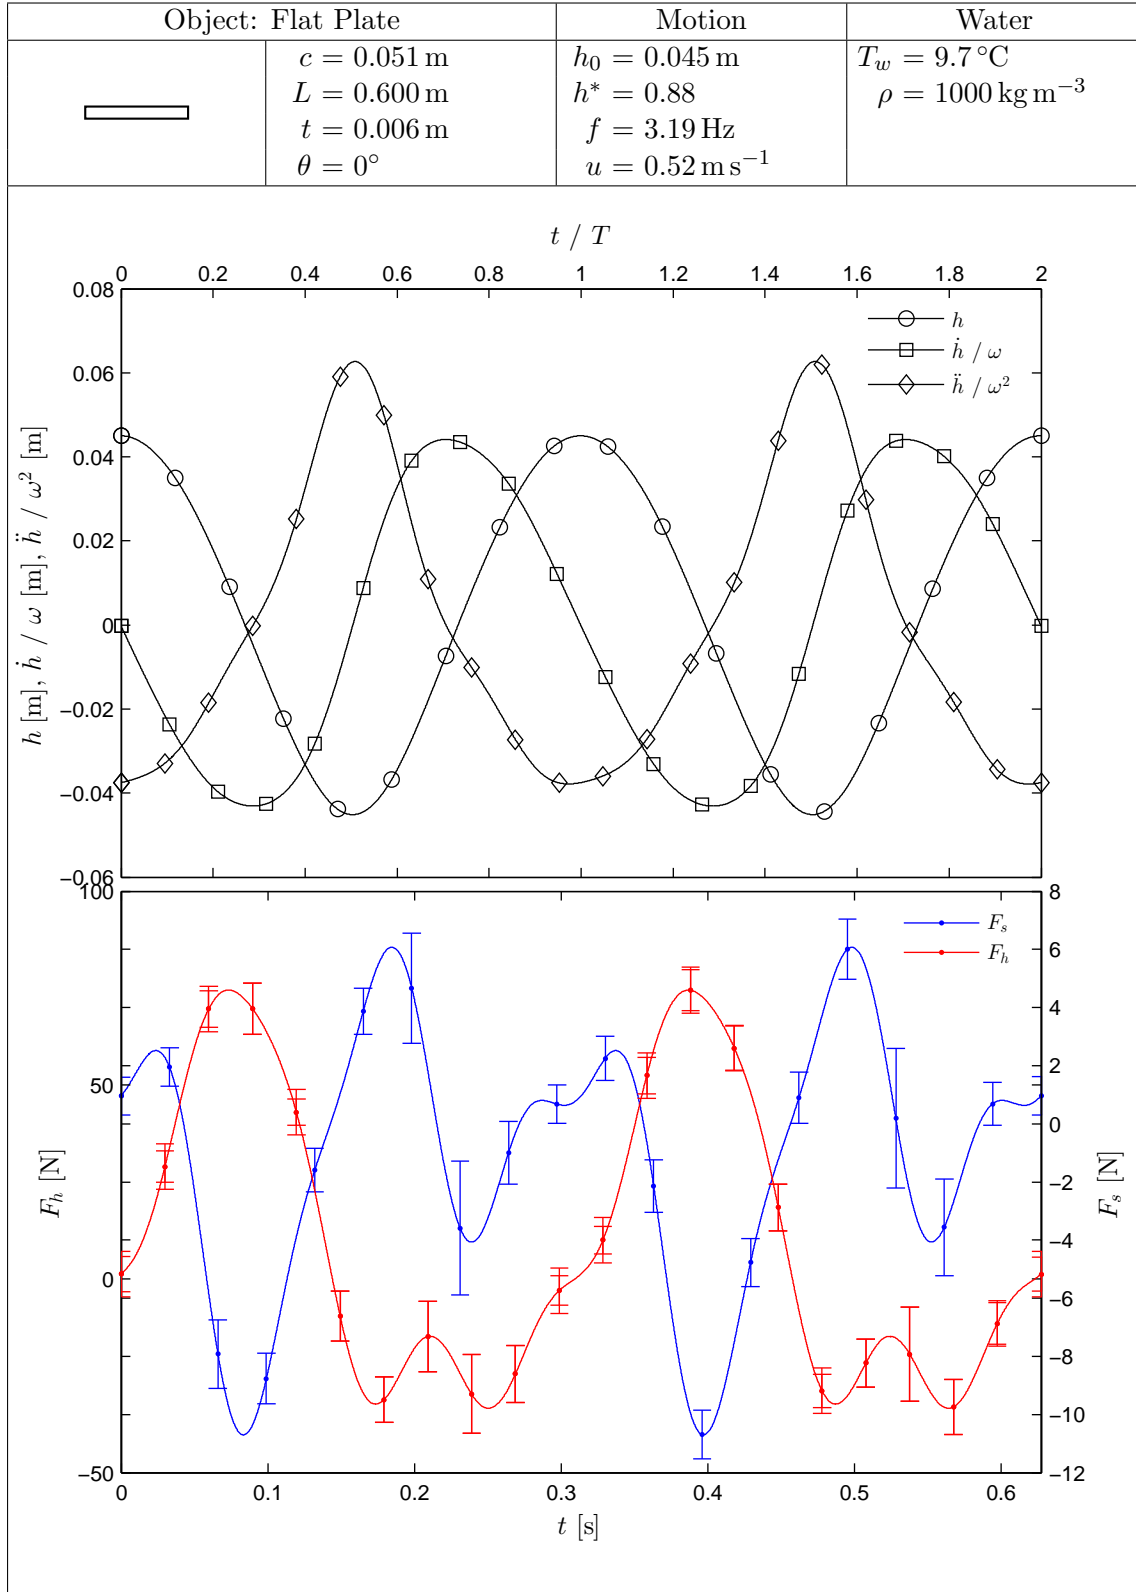 Object: Flat Plate Motion Water
c = 0.051 m h₀ = 0.045 m T_w = 9.7 °C
L = 0.600 m h* = 0.88 ρ = 1000 kg m⁻³
t = 0.006 m f = 3.19 Hz
θ = 0° u = 0.52 m s⁻¹
t / T
0 0.2 0.4 0.6 0.8 1 1.2 1.4 1.6 1.8 2
0.08
0.06
0.04
0.02
0
−0.02
−0.04
−0.06
h [m], ḣ / ω [m], ḧ / ω² [m]
h
ḣ / ω
ḧ / ω²
100
50
0
−50
F_h [N]
F_s
F_h
8
6
4
2
0
−2
−4
−6
−8
−10
−12
F_s [N]
0 0.1 0.2 0.3 0.4 0.5 0.6
t [s]